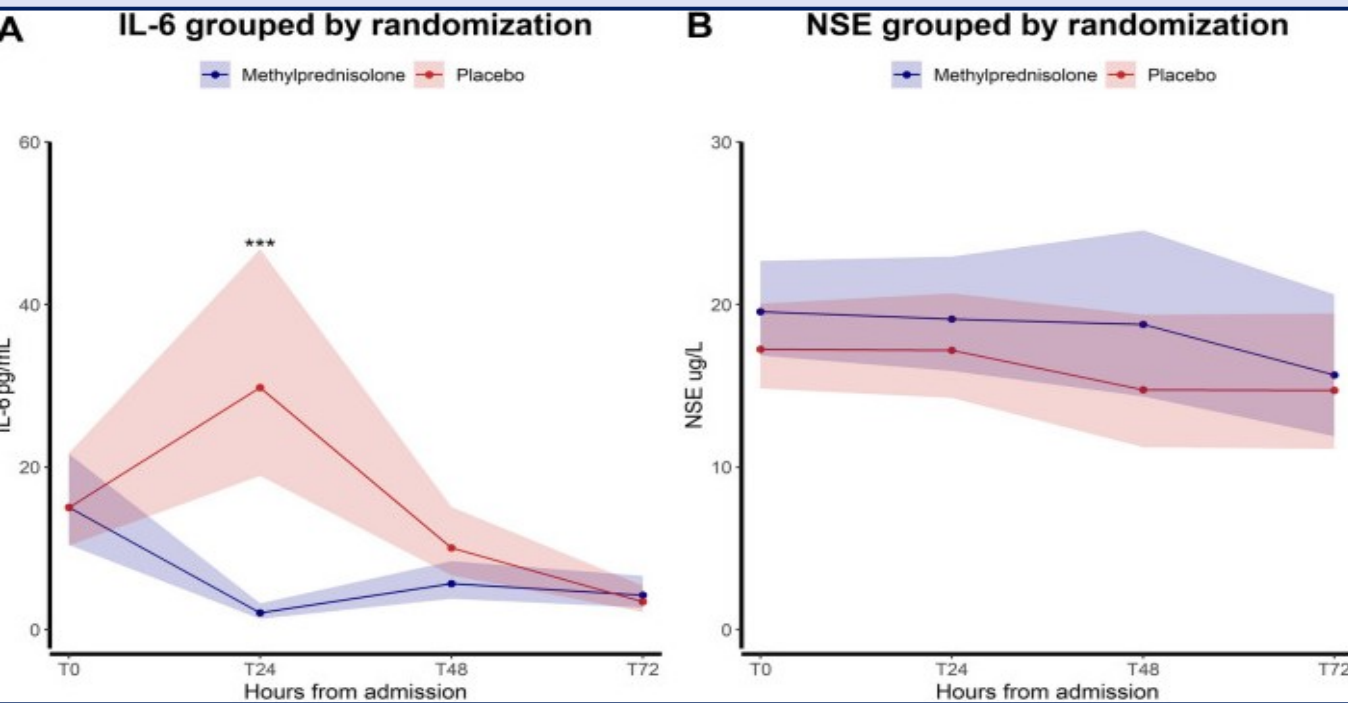 A IL-6 grouped by randomization
Methylprednisolone Placebo
60
40
20
0
IL-6 pg/mL
***
T0 T24 T48 T72
Hours from admission
B NSE grouped by randomization
Methylprednisolone Placebo
30
20
10
0
NSE ug/L
T0 T24 T48 T72
Hours from admission